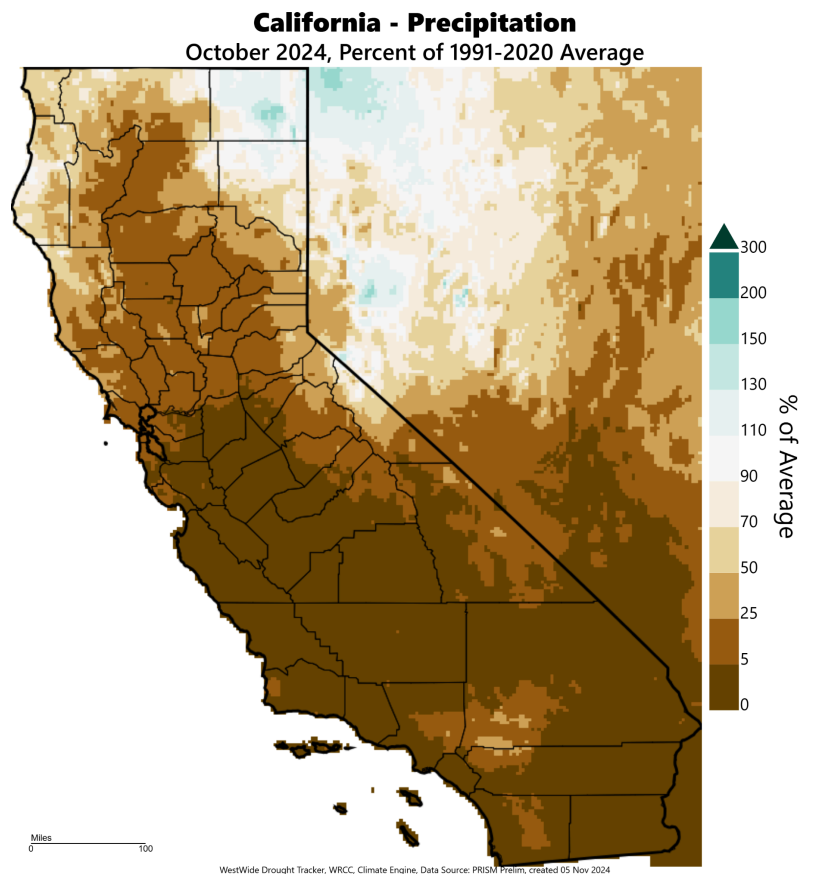 California - Precipitation
October 2024, Percent of 1991-2020 Average
300
200
150
130
110
90
70
50
25
5
0
% of Average
Miles
0 100
WestWide Drought Tracker, WRCC, Climate Engine, Data Source: PRISM Prelim, created 05 Nov 2024